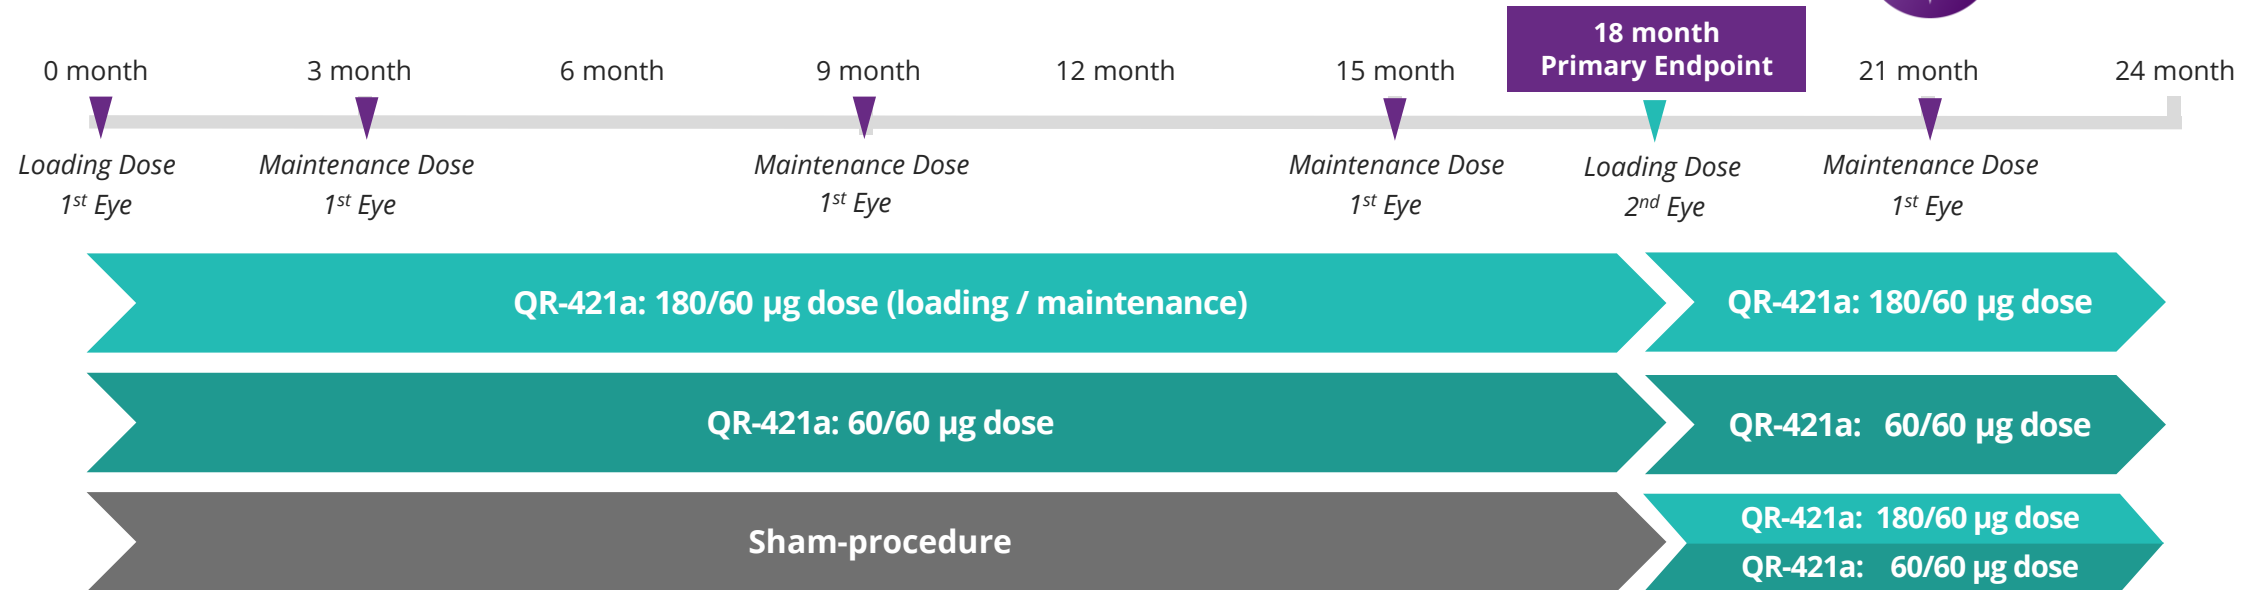 0 month
3 month
6 month
9 month
12 month
15 month
18 month
Primary Endpoint
21 month
24 month
Loading Dose
1st Eye
Maintenance Dose
1st Eye
Maintenance Dose
1st Eye
Maintenance Dose
1st Eye
Loading Dose
2nd Eye
Maintenance Dose
1st Eye
QR-421a: 180/60 µg dose (loading / maintenance)
QR-421a: 180/60 µg dose
QR-421a: 60/60 µg dose
QR-421a: 60/60 µg dose
Sham-procedure
QR-421a: 180/60 µg dose
QR-421a: 60/60 µg dose